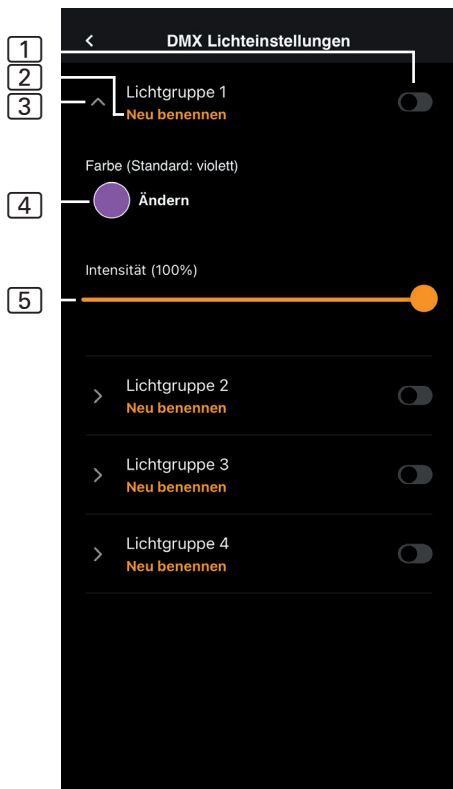 DMX Lichteinstellungen
1
2
3
Lichtgruppe 1
Neu benennen
Farbe (Standard: violett)
4
Ändern
Intensität (100%)
5
Lichtgruppe 2
Neu benennen
Lichtgruppe 3
Neu benennen
Lichtgruppe 4
Neu benennen